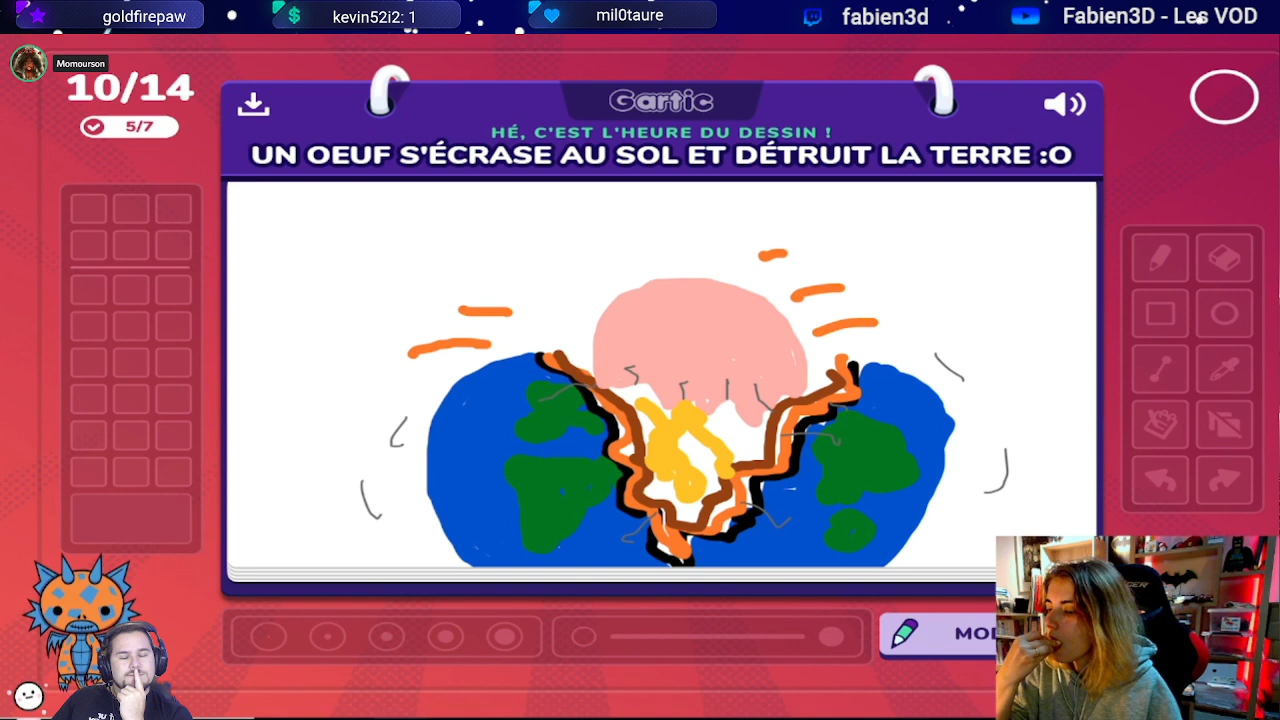 goldfirepaw
kevin52i2: 1
mil0taure
fabien3d
Fabien3D - Les VOD
Momourson
10/14
5/7
Gartic
HÉ, C'EST L'HEURE DU DESSIN !
UN OEUF S'ÉCRASE AU SOL ET DÉTRUIT LA TERRE :O